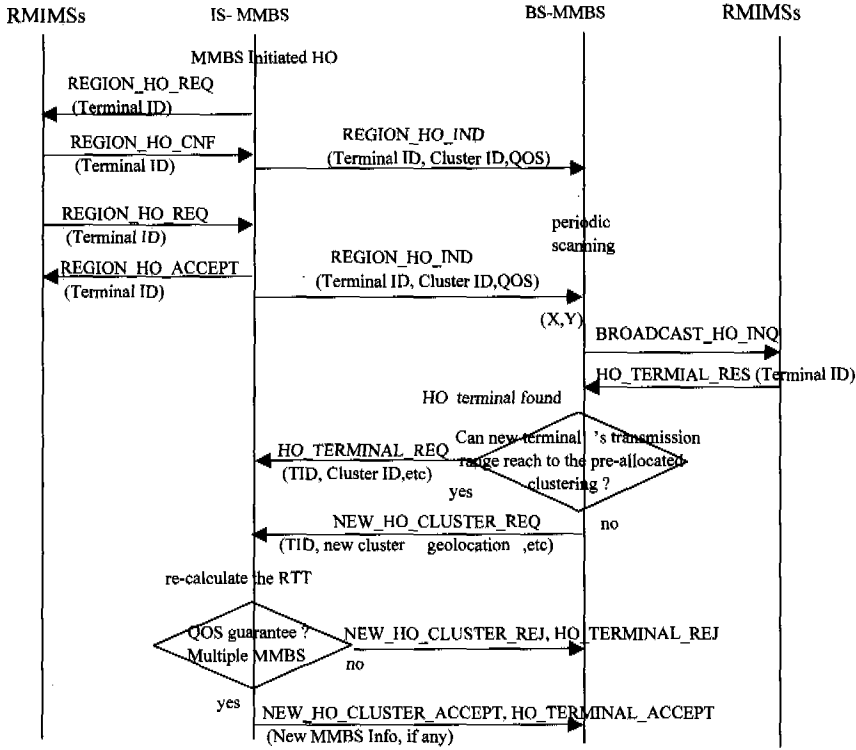 RMIMSs IS- MMBS BS-MMBS RMIMSs
MMBS Initiated HO
REGION_HO_REQ
(Terminal ID)
REGION_HO_CNF
(Terminal ID)
REGION_HO_IND
(Terminal ID, Cluster ID,QOS)
REGION_HO_REQ
(Terminal ID)
periodic
scanning
REGION_HO_ACCEPT
(Terminal ID)
REGION_HO_IND
(Terminal ID, Cluster ID,QOS)
(X,Y)
BROADCAST_HO_INQ
HO_TERMIAL_RES (Terminal ID)
HO terminal found
Can new terminal 's transmission
range reach to the pre-allocated
clustering ?
HO_TERMINAL_REQ
(TID, Cluster ID,etc)
yes
no
NEW_HO_CLUSTER_REQ
(TID, new cluster geolocation ,etc)
re-calculate the RTT
QOS guarantee ?
Multiple MMBS
NEW_HO_CLUSTER_REJ, HO_TERMINAL_REJ
no
yes
NEW_HO_CLUSTER_ACCEPT, HO_TERMINAL_ACCEPT
(New MMBS Info, if any)